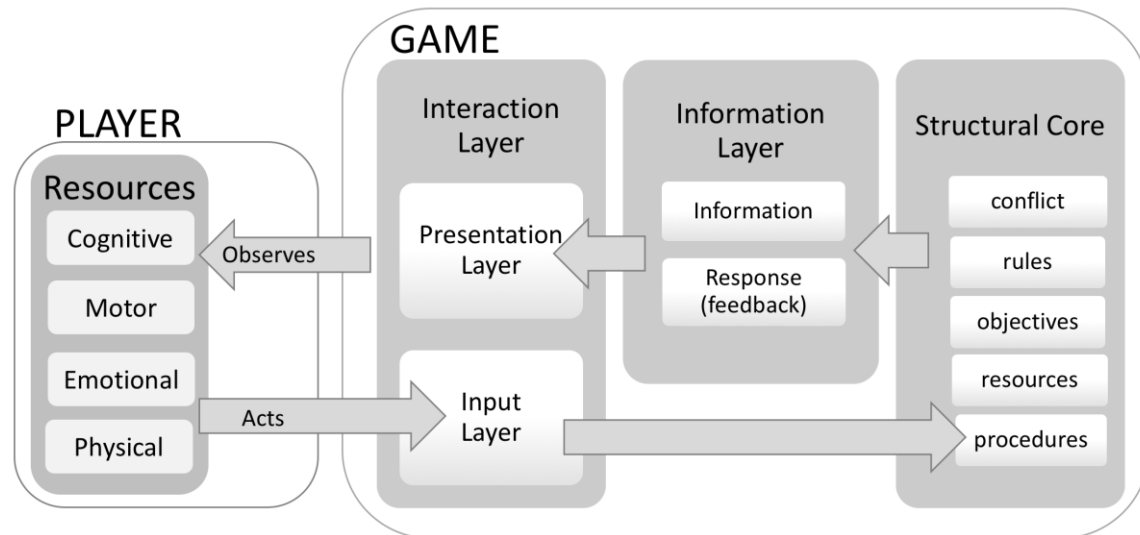 PLAYER
Resources
Cognitive
Motor
Emotional
Physical
Observes
Acts
GAME
Interaction
Layer
Presentation
Layer
Input
Layer
Information
Layer
Information
Response
(feedback)
Structural Core
conflict
rules
objectives
resources
procedures